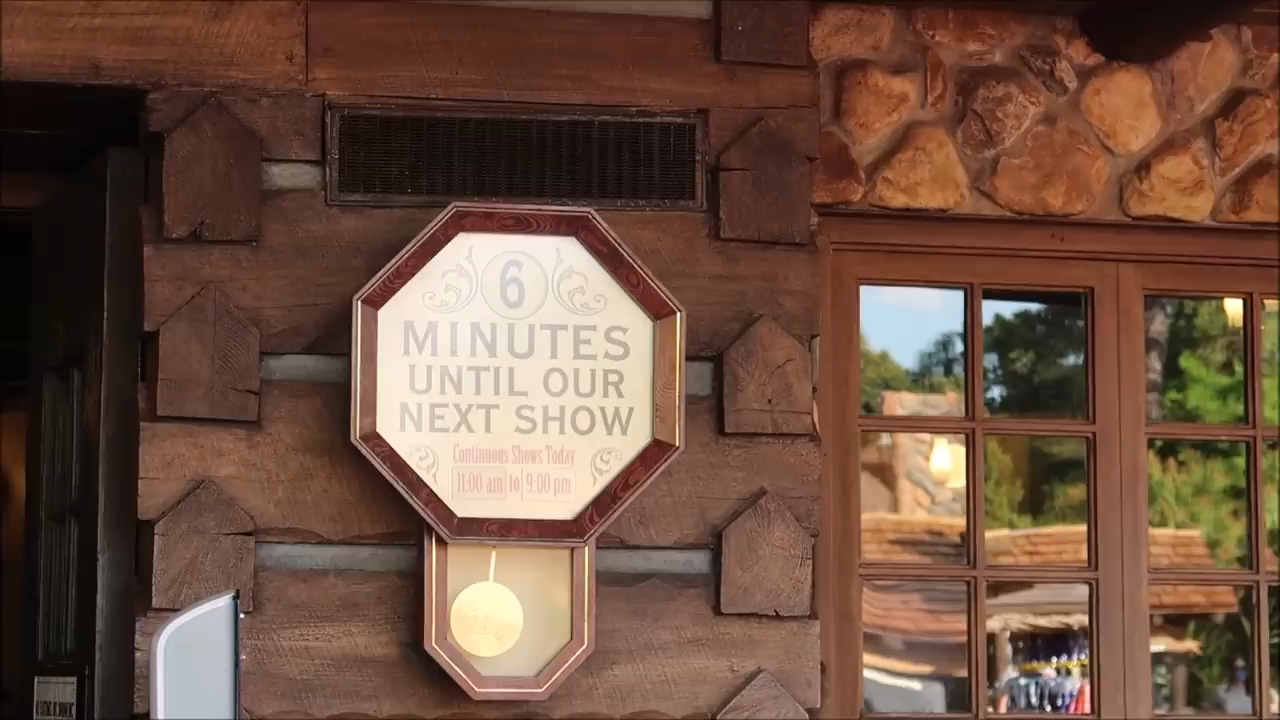 6
MINUTES
UNTIL OUR
NEXT SHOW
Continuous Shows Today
11:00 am to 9:00 pm